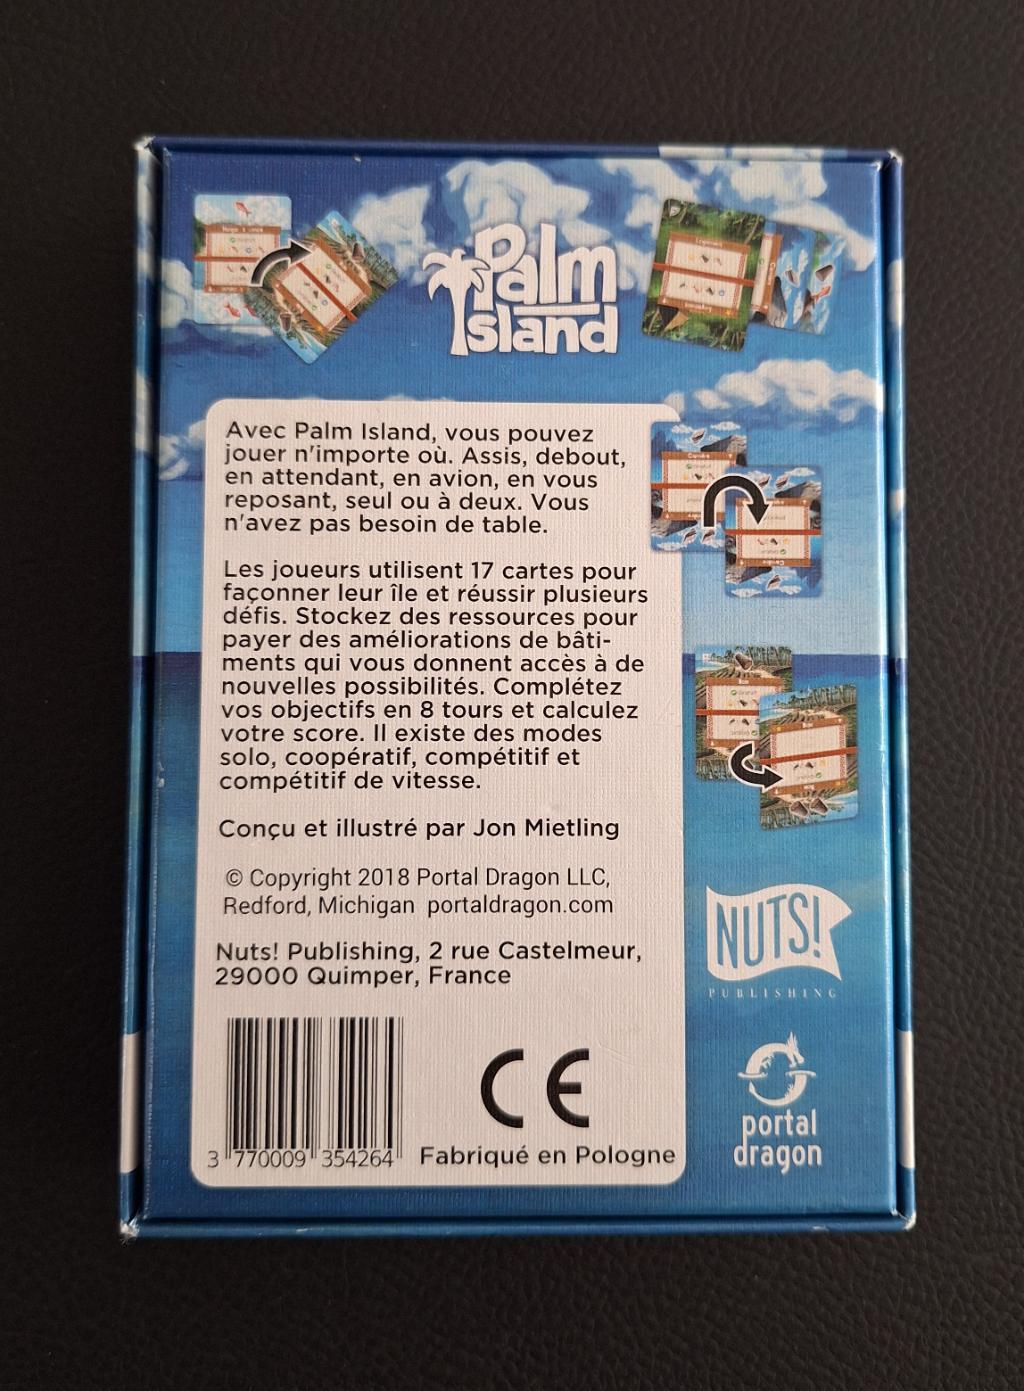 Palm
Island
Avec Palm Island, vous pouvez
jouer n'importe où. Assis, debout,
en attendant, en avion, en vous
reposant, seul ou à deux. Vous
n'avez pas besoin de table.
Les joueurs utilisent 17 cartes pour
façonner leur île et réussir plusieurs
défis. Stockez des ressources pour
payer des améliorations de bâti-
ments qui vous donnent accès à de
nouvelles possibilités. Complétez
vos objectifs en 8 tours et calculez
votre score. Il existe des modes
solo, coopératif, compétitif et
compétitif de vitesse.
Conçu et illustré par Jon Mietling
© Copyright 2018 Portal Dragon LLC,
Redford, Michigan portaldragon.com
Nuts! Publishing, 2 rue Castelmeur,
29000 Quimper, France
3 770009 354264
CE
Fabriqué en Pologne
NUTS!
PUBLISHING
portal
dragon